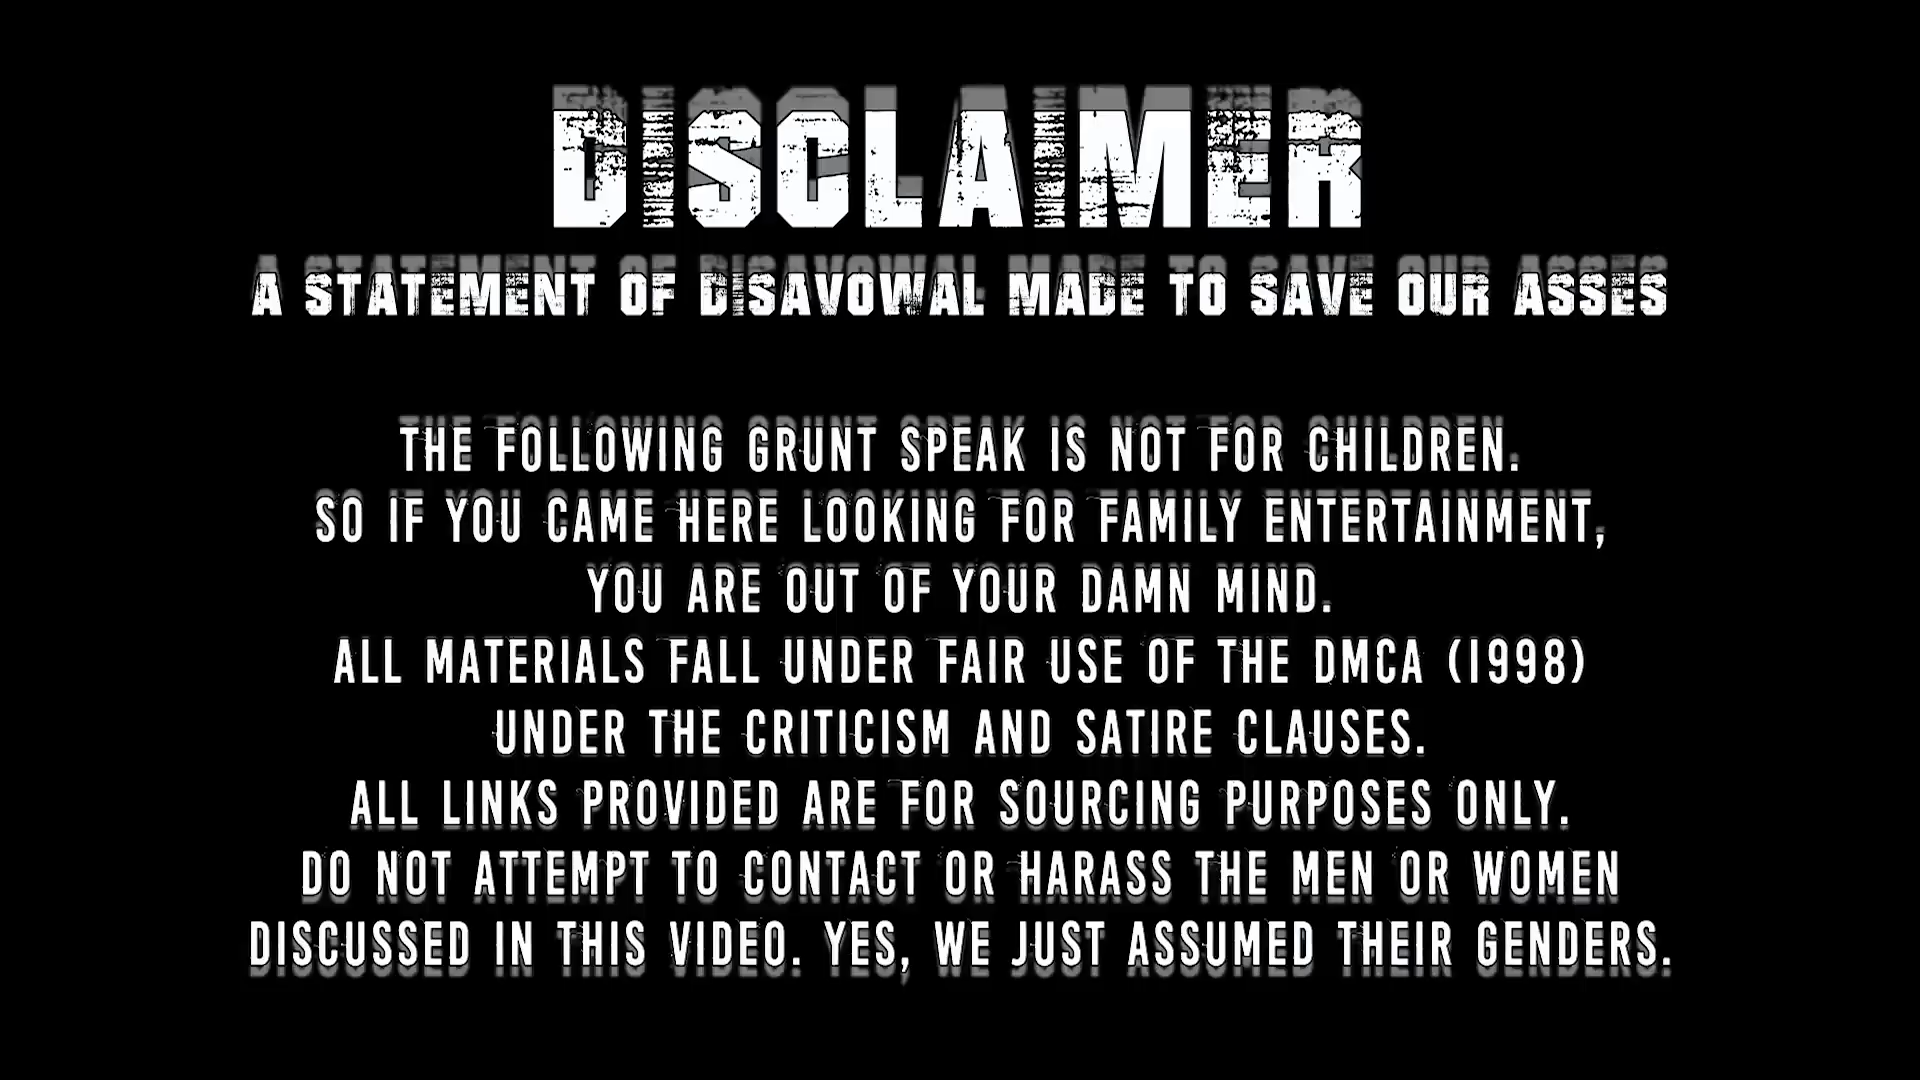 DISCLAIMER
A STATEMENT OF DISAVOWAL MADE TO SAVE OUR ASSES
THE FOLLOWING GRUNT SPEAK IS NOT FOR CHILDREN.
SO IF YOU CAME HERE LOOKING FOR FAMILY ENTERTAINMENT,
YOU ARE OUT OF YOUR DAMN MIND.
ALL MATERIALS FALL UNDER FAIR USE OF THE DMCA (1998)
UNDER THE CRITICISM AND SATIRE CLAUSES.
ALL LINKS PROVIDED ARE FOR SOURCING PURPOSES ONLY.
DO NOT ATTEMPT TO CONTACT OR HARASS THE MEN OR WOMEN
DISCUSSED IN THIS VIDEO. YES, WE JUST ASSUMED THEIR GENDERS.